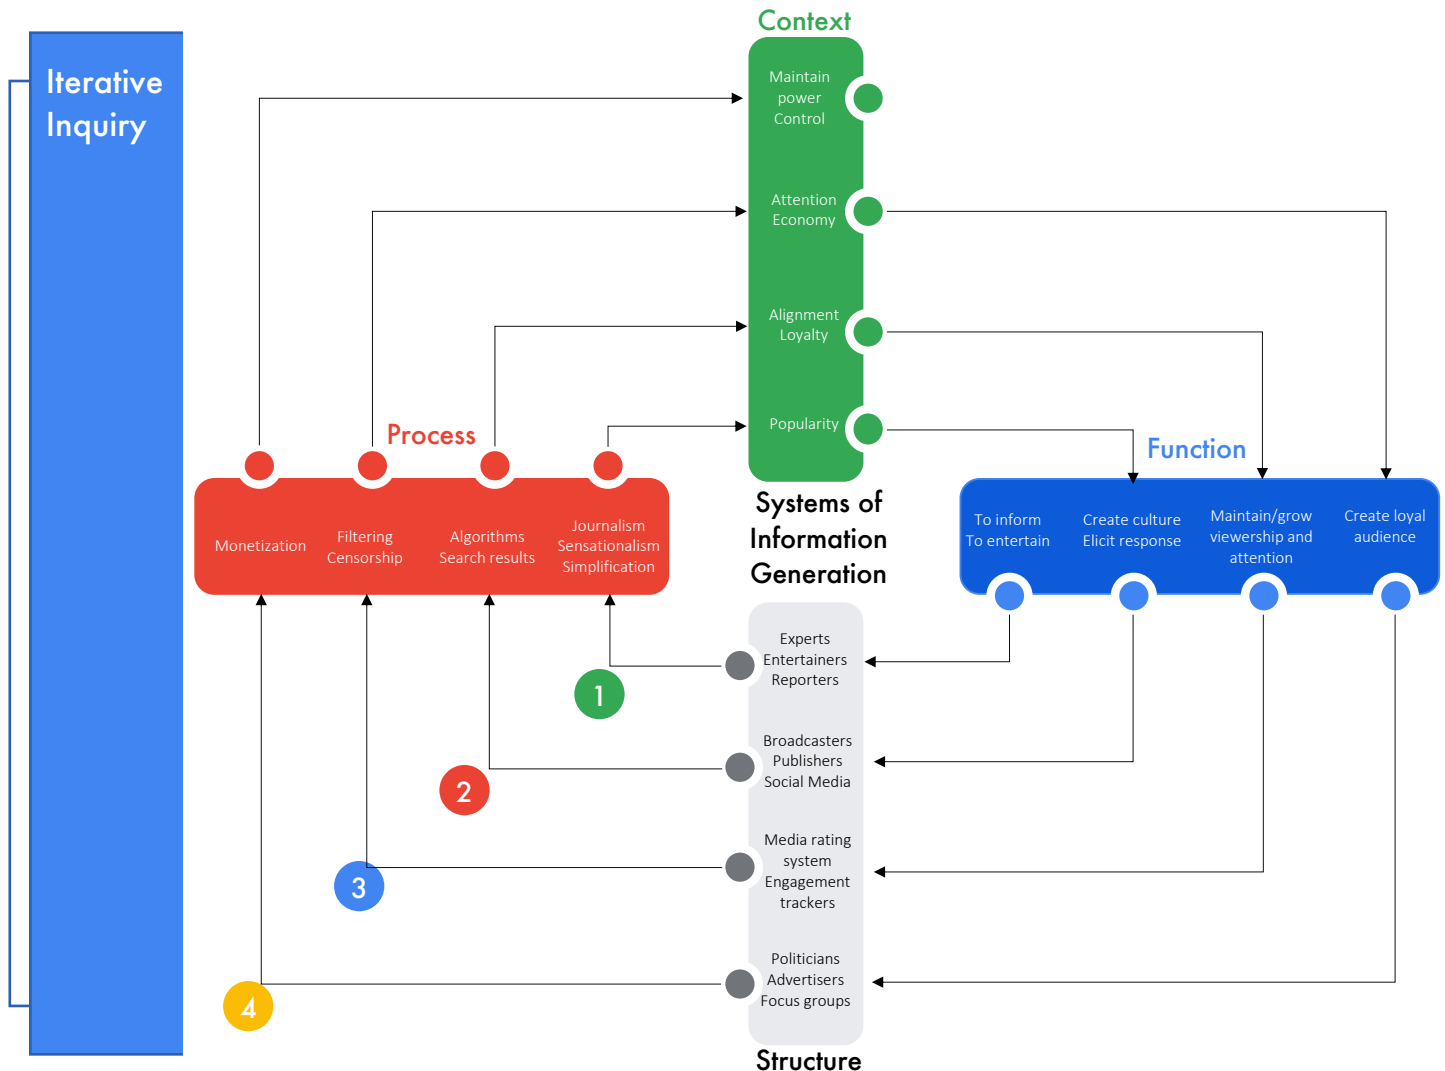 Iterative
Inquiry
Context
Maintain
power
Control
Attention
Economy
Alignment
Loyalty
Popularity
Process
Monetization
Filtering
Censorship
Algorithms
Search results
Journalism
Sensationalism
Simplification
Systems of
Information
Generation
Function
To inform
To entertain
Create culture
Elicit response
Maintain/grow
viewership and
attention
Create loyal
audience
Experts
Entertainers
Reporters
1
Broadcasters
Publishers
Social Media
2
Media rating
system
Engagement
trackers
3
Politicians
Advertisers
Focus groups
4
Structure